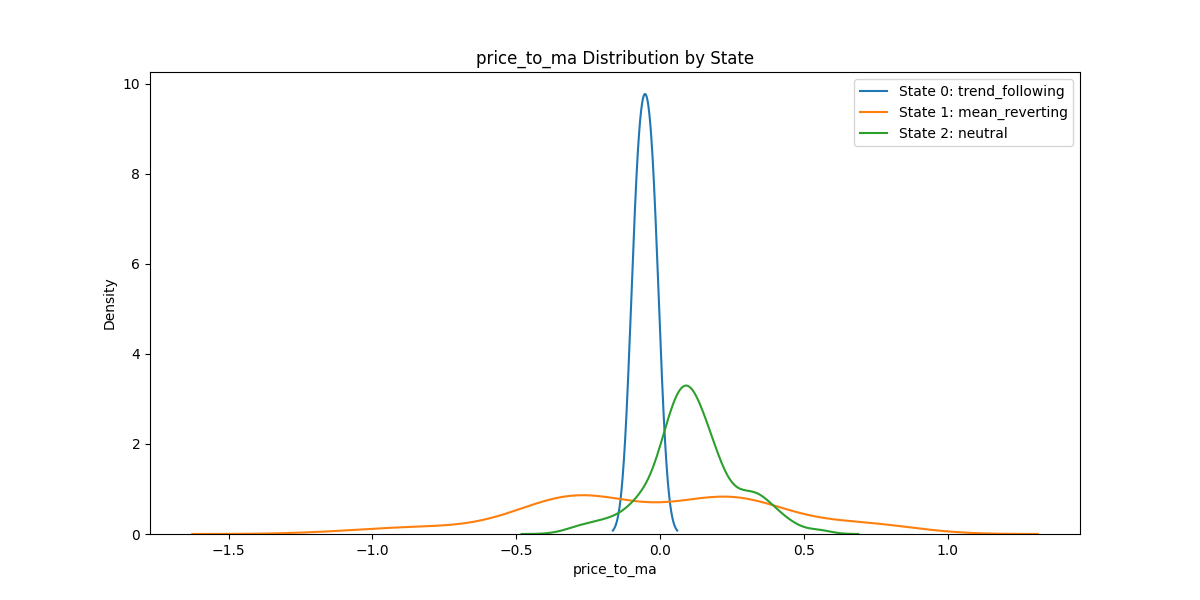 price_to_ma Distribution by State
State 0: trend_following
State 1: mean_reverting
State 2: neutral
Density
10
8
6
4
2
0
−1.5 −1.0 −0.5 0.0 0.5 1.0
price_to_ma